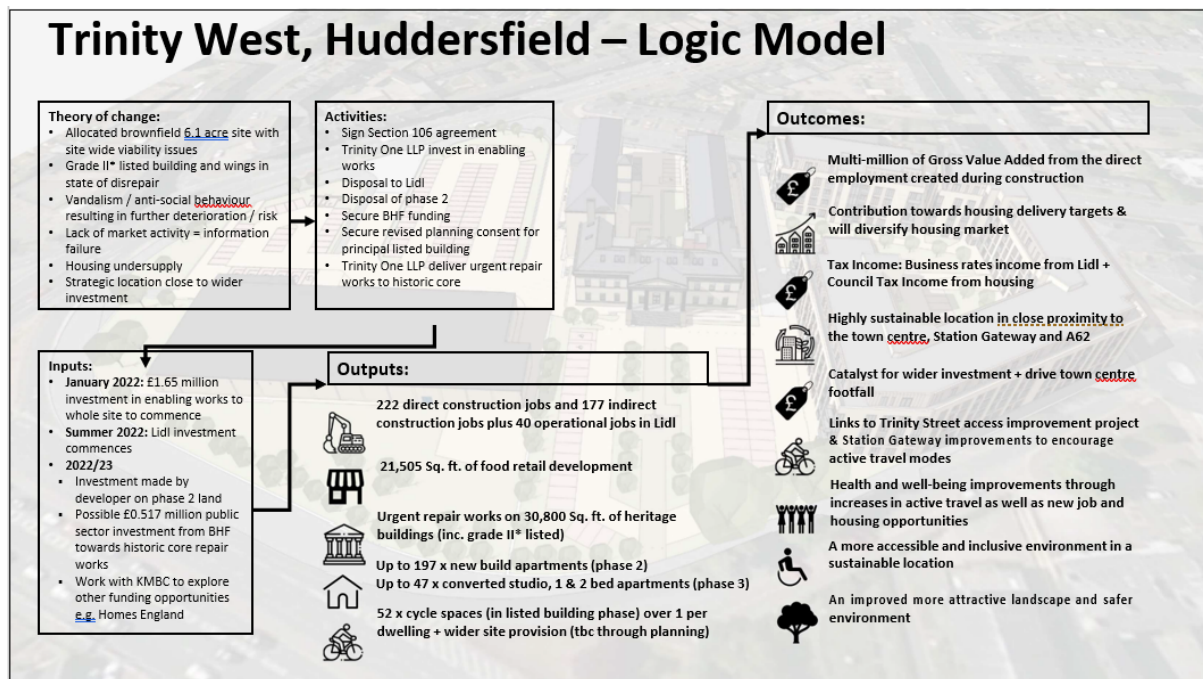 Trinity West, Huddersfield – Logic Model
Theory of change:
• Allocated brownfield 6.1 acre site with
site wide viability issues
• Grade II* listed building and wings in
state of disrepair
• Vandalism / anti-social behaviour
resulting in further deterioration / risk
• Lack of market activity = information
failure
• Housing undersupply
• Strategic location close to wider
investment
Activities:
• Sign Section 106 agreement
• Trinity One LLP invest in enabling
works
• Disposal to Lidl
• Disposal of phase 2
• Secure BHF funding
• Secure revised planning consent for
principal listed building
• Trinity One LLP deliver urgent repair
works to historic core
Inputs:
• January 2022: £1.65 million
investment in enabling works to
whole site to commence
• Summer 2022: Lidl investment
commences
• 2022/23
▪ Investment made by
developer on phase 2 land
▪ Possible £0.517 million public
sector investment from BHF
towards historic core repair
works
▪ Work with KMBC to explore
other funding opportunities
e.g. Homes England
Outputs:
222 direct construction jobs and 177 indirect
construction jobs plus 40 operational jobs in Lidl
21,505 Sq. ft. of food retail development
Urgent repair works on 30,800 Sq. ft. of heritage
buildings (inc. grade II* listed)
Up to 197 x new build apartments (phase 2)
Up to 47 x converted studio, 1 & 2 bed apartments (phase 3)
52 x cycle spaces (in listed building phase) over 1 per
dwelling + wider site provision (tbc through planning)
Outcomes:
£
Multi-million of Gross Value Added from the direct
employment created during construction
Contribution towards housing delivery targets &
will diversify housing market
£
Tax Income: Business rates income from Lidl +
Council Tax Income from housing
Highly sustainable location in close proximity to
the town centre, Station Gateway and A62
£
Catalyst for wider investment + drive town centre
footfall
Links to Trinity Street access improvement project
& Station Gateway improvements to encourage
active travel modes
Health and well-being improvements through
increases in active travel as well as new job and
housing opportunities
A more accessible and inclusive environment in a
sustainable location
An improved more attractive landscape and safer
environment